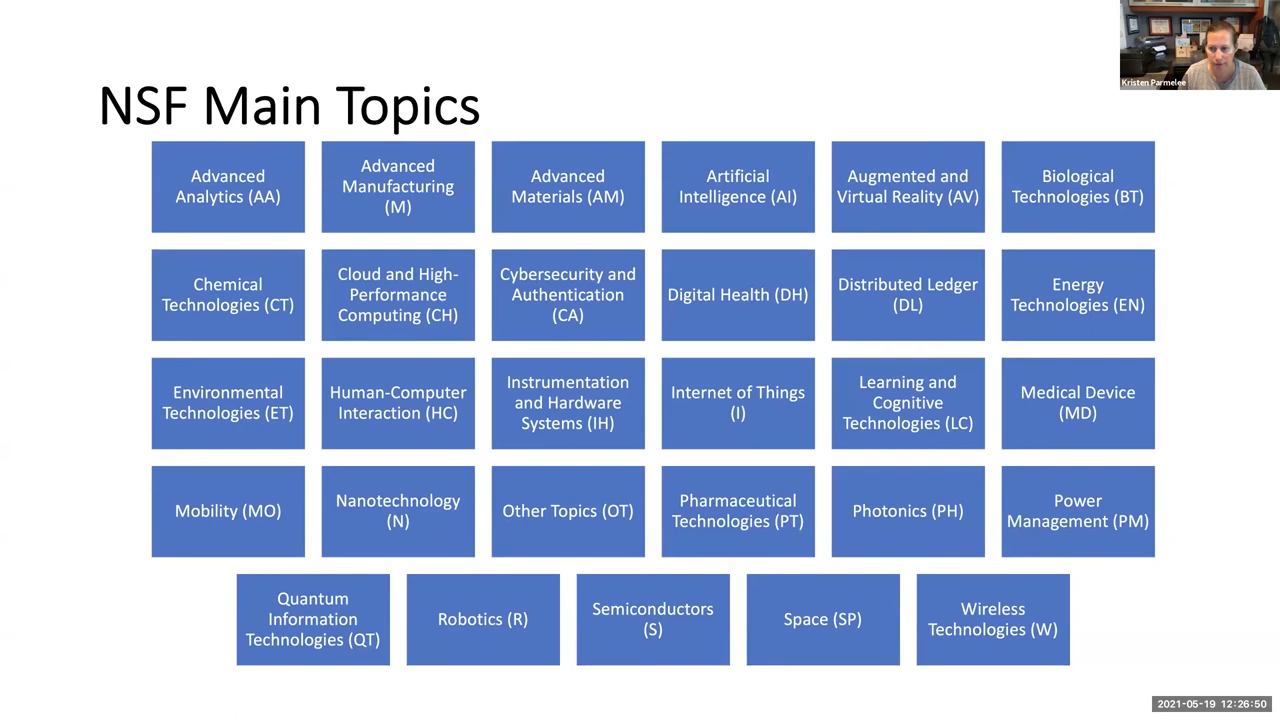 Kristen Parmelee
NSF Main Topics
Advanced
Analytics (AA)
Advanced
Manufacturing
(M)
Advanced
Materials (AM)
Artificial
Intelligence (AI)
Augmented and
Virtual Reality (AV)
Biological
Technologies (BT)
Chemical
Technologies (CT)
Cloud and High-
Performance
Computing (CH)
Cybersecurity and
Authentication
(CA)
Digital Health (DH)
Distributed Ledger
(DL)
Energy
Technologies (EN)
Environmental
Technologies (ET)
Human-Computer
Interaction (HC)
Instrumentation
and Hardware
Systems (IH)
Internet of Things
(I)
Learning and
Cognitive
Technologies (LC)
Medical Device
(MD)
Mobility (MO)
Nanotechnology
(N)
Other Topics (OT)
Pharmaceutical
Technologies (PT)
Photonics (PH)
Power
Management (PM)
Quantum
Information
Technologies (QT)
Robotics (R)
Semiconductors
(S)
Space (SP)
Wireless
Technologies (W)
2021-05-19 12:26:50